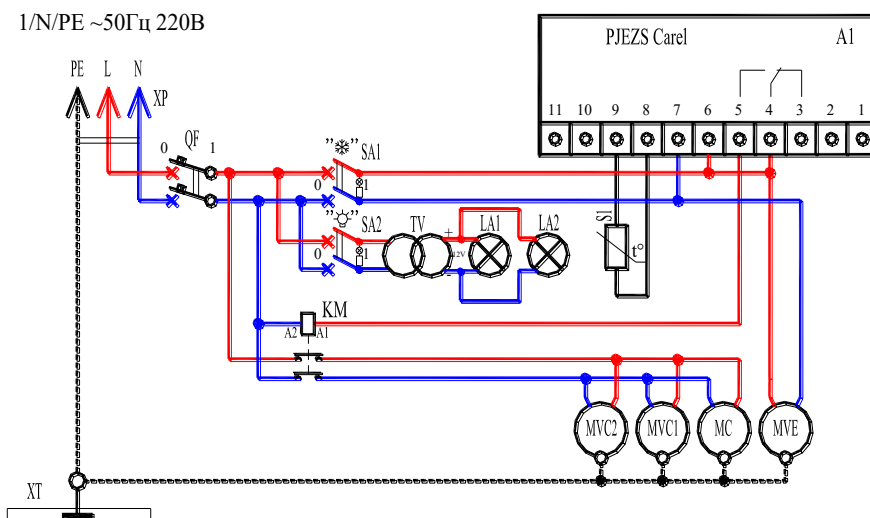 1/N/PE ~50Гц 220В
PJEZS Carel A1
PE L N
XP
11 10 9 8 7 6 5 4 3 2 1
QF
0 1
"❄" SA1
0 1
"💡" SA2
0 1
TV
+
12V
-
LA1 LA2
S1
t°
KM
A2 A1
MVC2 MVC1 MC MVE
XT